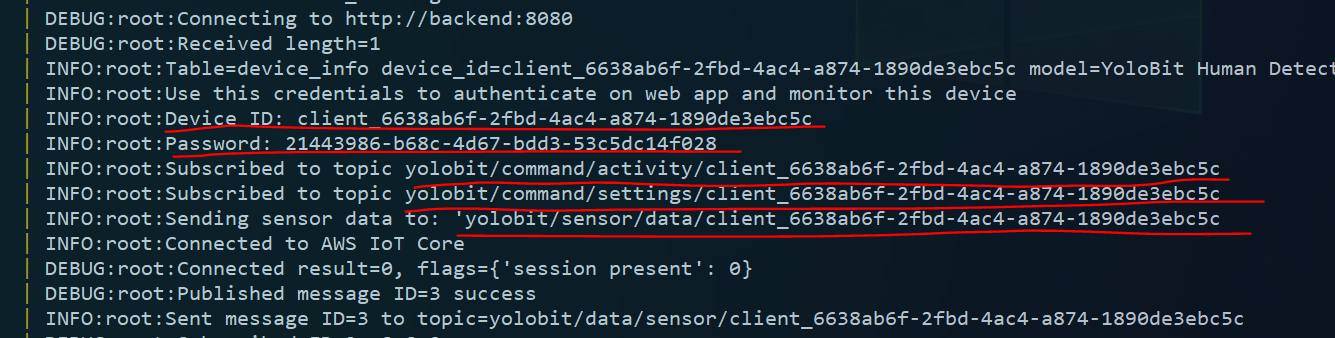 DEBUG:root:Connecting to http://backend:8080
DEBUG:root:Received length=1
INFO:root:Table=device_info device_id=client_6638ab6f-2fbd-4ac4-a874-1890de3ebc5c model=YoloBit Human Detect
INFO:root:Use this credentials to authenticate on web app and monitor this device
INFO:root:Device ID: client_6638ab6f-2fbd-4ac4-a874-1890de3ebc5c
INFO:root:Password: 21443986-b68c-4d67-bdd3-53c5dc14f028
INFO:root:Subscribed to topic yolobit/command/activity/client_6638ab6f-2fbd-4ac4-a874-1890de3ebc5c
INFO:root:Subscribed to topic yolobit/command/settings/client_6638ab6f-2fbd-4ac4-a874-1890de3ebc5c
INFO:root:Sending sensor data to: 'yolobit/sensor/data/client_6638ab6f-2fbd-4ac4-a874-1890de3ebc5c
INFO:root:Connected to AWS IoT Core
DEBUG:root:Connected result=0, flags={'session present': 0}
DEBUG:root:Published message ID=3 success
INFO:root:Sent message ID=3 to topic=yolobit/data/sensor/client_6638ab6f-2fbd-4ac4-a874-1890de3ebc5c